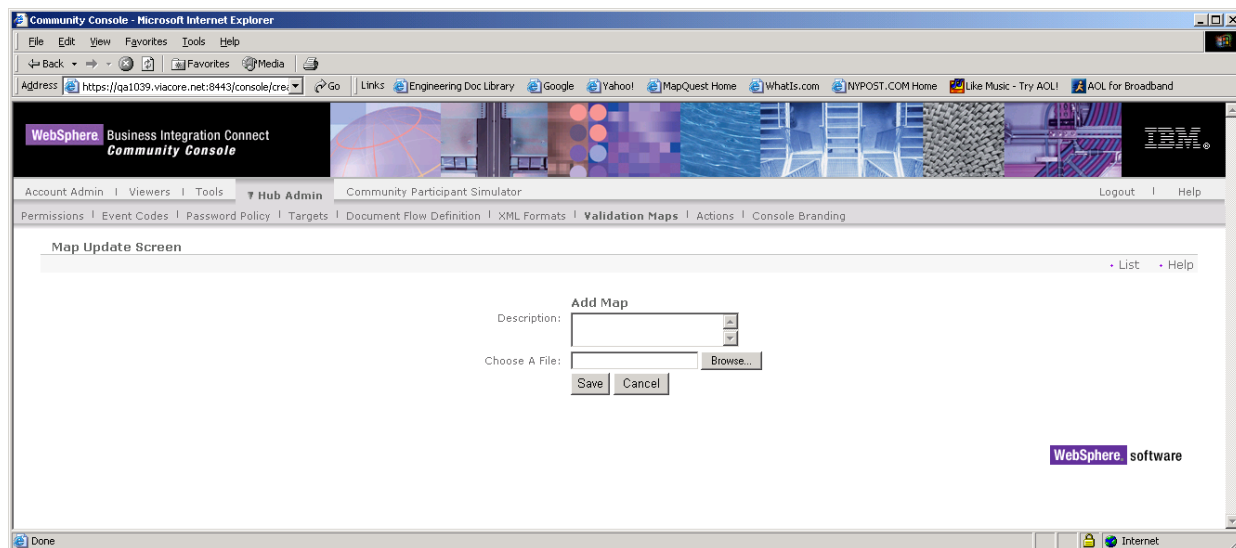 Community Console - Microsoft Internet Explorer
File Edit View Favorites Tools Help
Back Favorites Media
Address https://qa1039.viacore.net:8443/console/cre Go Links Engineering Doc Library Google Yahoo! MapQuest Home WhatIs.com NYPOST.COM Home Like Music - Try AOL! AOL for Broadband
WebSphere. Business Integration Connect
Community Console
IBM®
Account Admin | Viewers | Tools Hub Admin Community Participant Simulator Logout | Help
Permissions | Event Codes | Password Policy | Targets | Document Flow Definition | XML Formats | Validation Maps | Actions | Console Branding
Map Update Screen
• List • Help
Add Map
Description:
Choose A File: Browse...
Save Cancel
WebSphere. software
Done Internet